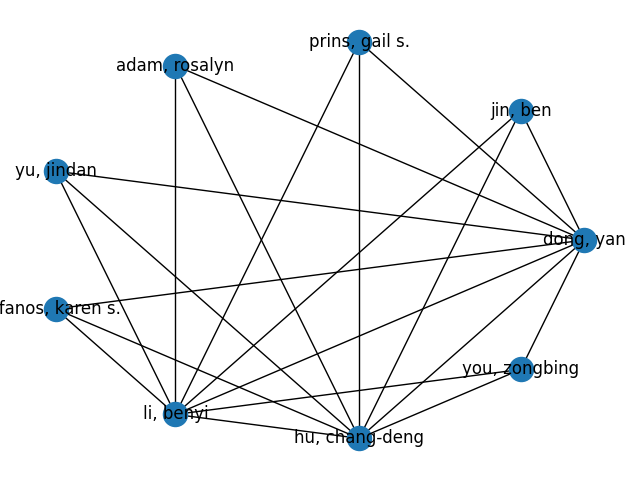 prins, gail s.
adam, rosalyn
jin, ben
yu, jindan
dong, yan
fanos, karen s.
you, zongbing
li, benyi
hu, chang-deng